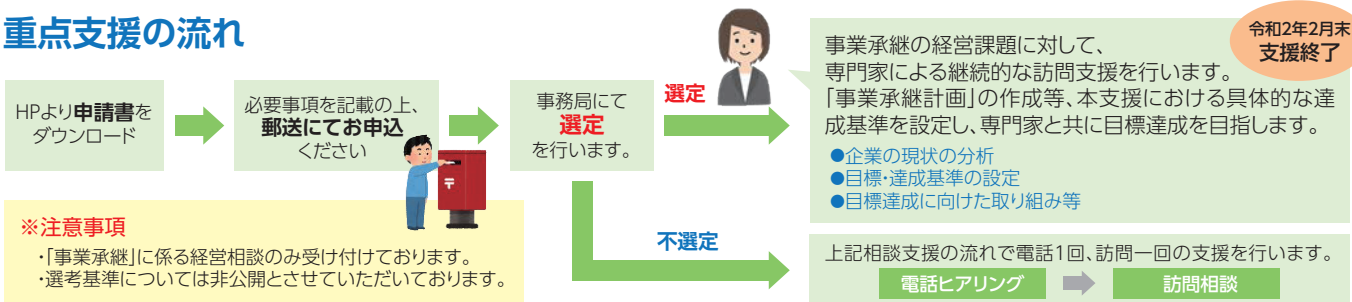 重点支援の流れ
HPより申請書を
ダウンロード
必要事項を記載の上、
郵送にてお申込
ください
事務局にて
選定
を行います。
選定
令和2年2月末
支援終了
事業承継の経営課題に対して、
専門家による継続的な訪問支援を行います。
「事業承継計画」の作成等、本支援における具体的な達
成基準を設定し、専門家と共に目標達成を目指します。
●企業の現状の分析
●目標・達成基準の設定
●目標達成に向けた取り組み等
※注意事項
・「事業承継」に係る経営相談のみ受け付けております。
・選考基準については非公開とさせていただいております。
不選定
上記相談支援の流れで電話1回、訪問一回の支援を行います。
電話ヒアリング
訪問相談
〒